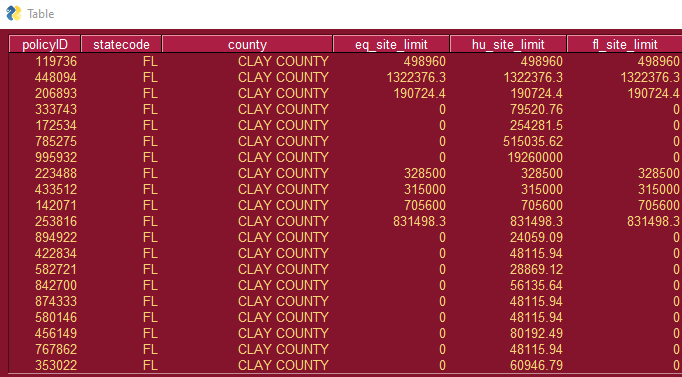 Table
policyID statecode county eq_site_limit hu_site_limit fl_site_limit
119736 FL CLAY COUNTY 498960 498960 498960
448094 FL CLAY COUNTY 1322376.3 1322376.3 1322376.3
206893 FL CLAY COUNTY 190724.4 190724.4 190724.4
333743 FL CLAY COUNTY 0 79520.76 0
172534 FL CLAY COUNTY 0 254281.5 0
785275 FL CLAY COUNTY 0 515035.62 0
995932 FL CLAY COUNTY 0 19260000 0
223488 FL CLAY COUNTY 328500 328500 328500
433512 FL CLAY COUNTY 315000 315000 315000
142071 FL CLAY COUNTY 705600 705600 705600
253816 FL CLAY COUNTY 831498.3 831498.3 831498.3
894922 FL CLAY COUNTY 0 24059.09 0
422834 FL CLAY COUNTY 0 48115.94 0
582721 FL CLAY COUNTY 0 28869.12 0
842700 FL CLAY COUNTY 0 56135.64 0
874333 FL CLAY COUNTY 0 48115.94 0
580146 FL CLAY COUNTY 0 48115.94 0
456149 FL CLAY COUNTY 0 80192.49 0
767862 FL CLAY COUNTY 0 48115.94 0
353022 FL CLAY COUNTY 0 60946.79 0